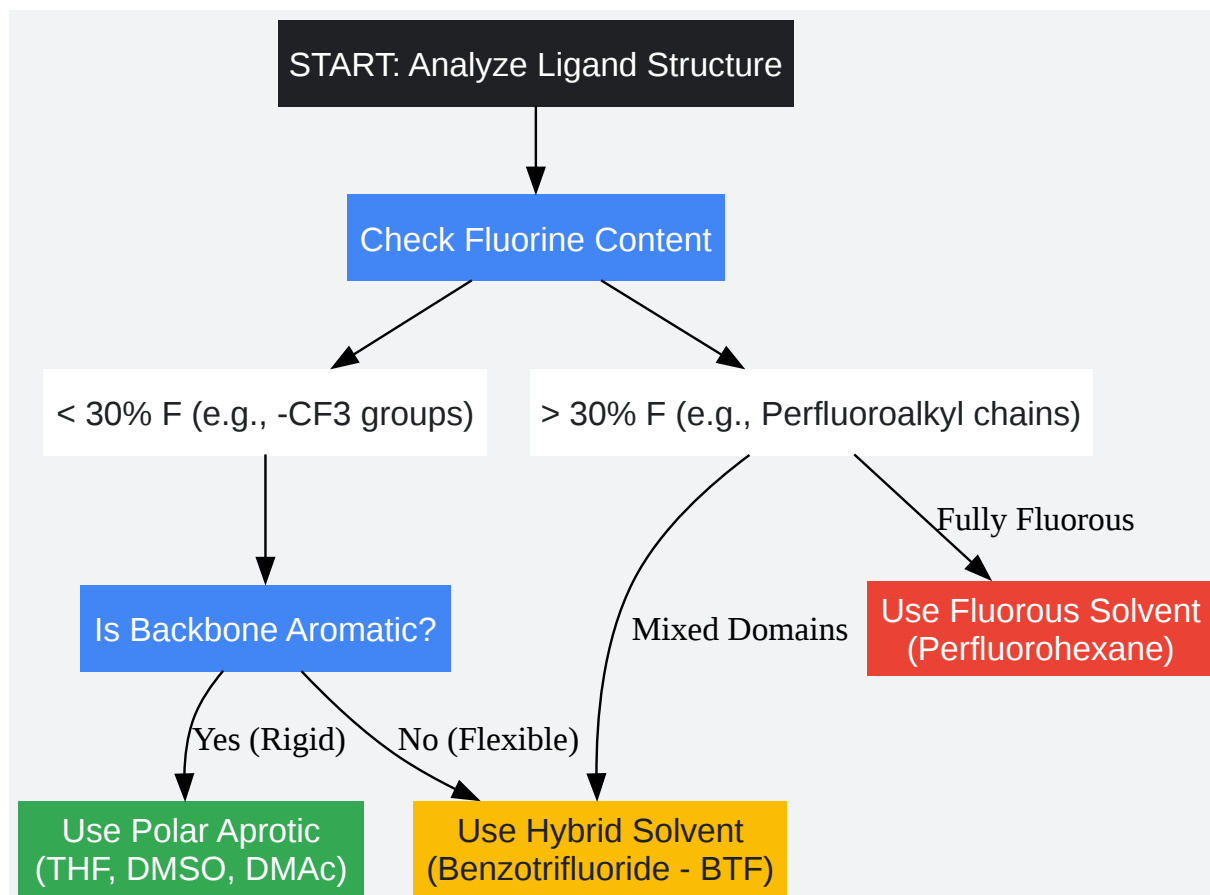 START: Analyze Ligand Structure
Check Fluorine Content
< 30% F (e.g., -CF3 groups)
> 30% F (e.g., Perfluoroalkyl chains)
Fully Fluorous
Is Backbone Aromatic?
Mixed Domains
Use Fluorous Solvent
(Perfluorohexane)
Yes (Rigid)
No (Flexible)
Use Polar Aprotic
(THF, DMSO, DMAc)
Use Hybrid Solvent
(Benzotrifluoride - BTF)